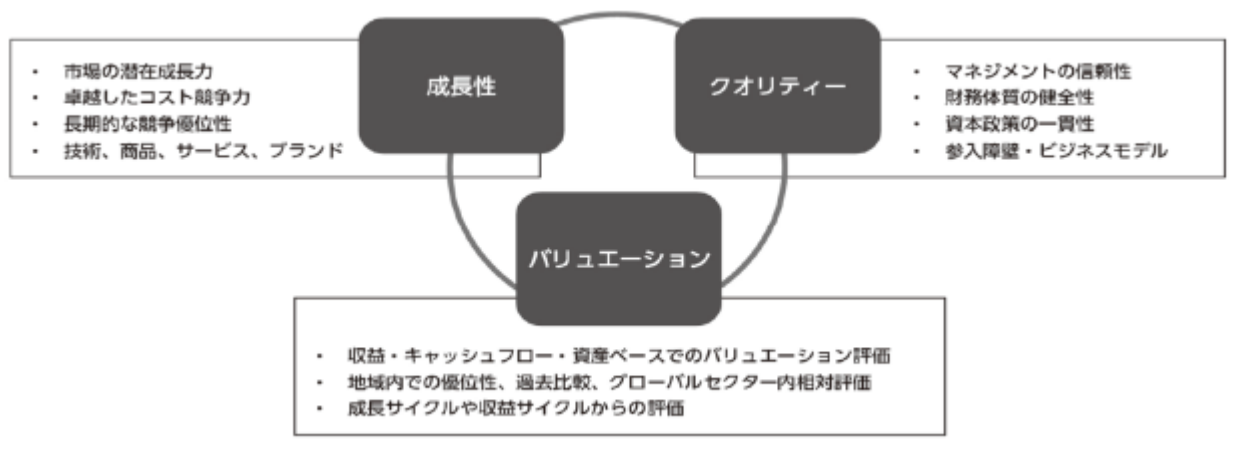 成長性
・ 市場の潜在成長力
・ 卓越したコスト競争力
・ 長期的な競争優位性
・ 技術、商品、サービス、ブランド
クオリティー
・ マネジメントの信頼性
・ 財務体質の健全性
・ 資本政策の一貫性
・ 参入障壁・ビジネスモデル
バリュエーション
・ 収益・キャッシュフロー・資産ベースでのバリュエーション評価
・ 地域内での優位性、過去比較、グローバルセクター内相対評価
・ 成長サイクルや収益サイクルからの評価